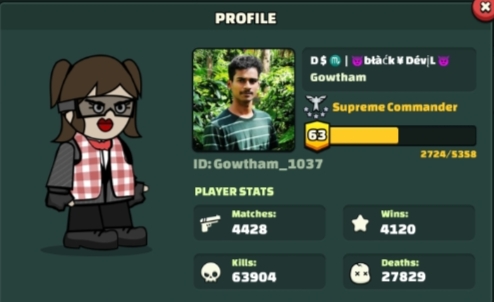 PROFILE
D $ ♏ | 😈 błàćk ¥ Dév|L 😈
Gowtham
Supreme Commander
63
2724/5358
ID: Gowtham_1037
PLAYER STATS
Matches:
4428
Wins:
4120
Kills:
63904
Deaths:
27829